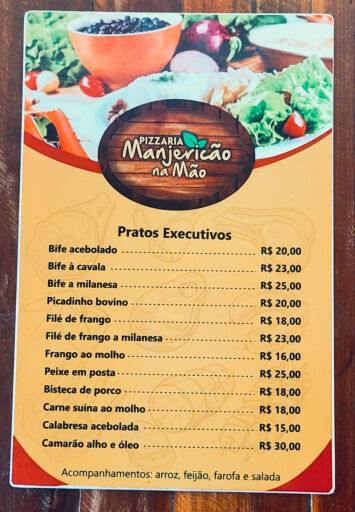 PIZZARIA
Manjericão
na Mão
Pratos Executivos
Bife acebolado R$ 20,00
Bife à cavala R$ 23,00
Bife a milanesa R$ 25,00
Picadinho bovino R$ 20,00
Filé de frango R$ 18,00
Filé de frango a milanesa R$ 23,00
Frango ao molho R$ 16,00
Peixe em posta R$ 25,00
Bisteca de porco R$ 18,00
Carne suína ao molho R$ 18,00
Calabresa acebolada R$ 15,00
Camarão alho e óleo R$ 30,00
Acompanhamentos: arroz, feijão, farofa e salada